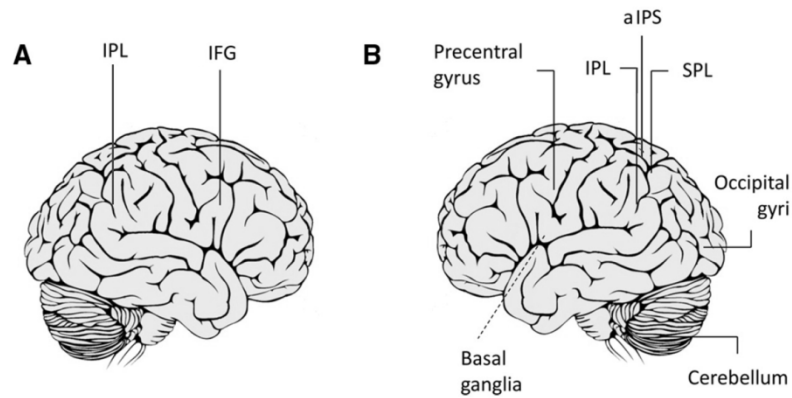 A
IPL
IFG
B
aIPS
Precentral
gyrus
IPL
SPL
Occipital
gyri
Basal
ganglia
Cerebellum